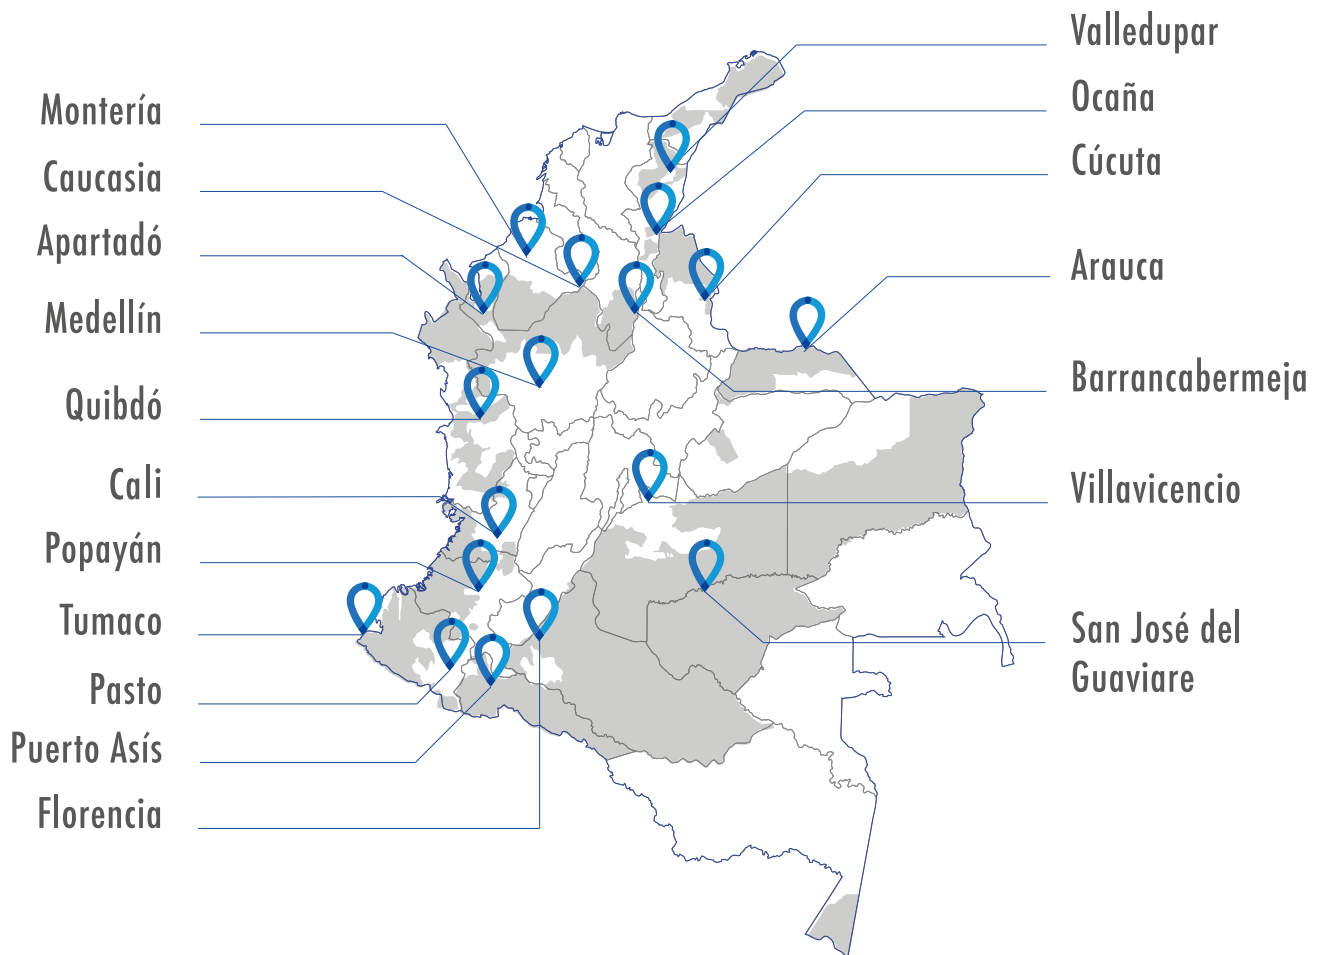 Montería
Caucasia
Apartadó
Medellín
Quibdó
Cali
Popayán
Tumaco
Pasto
Puerto Asís
Florencia
Valledupar
Ocaña
Cúcuta
Arauca
Barrancabermeja
Villavicencio
San José del
Guaviare